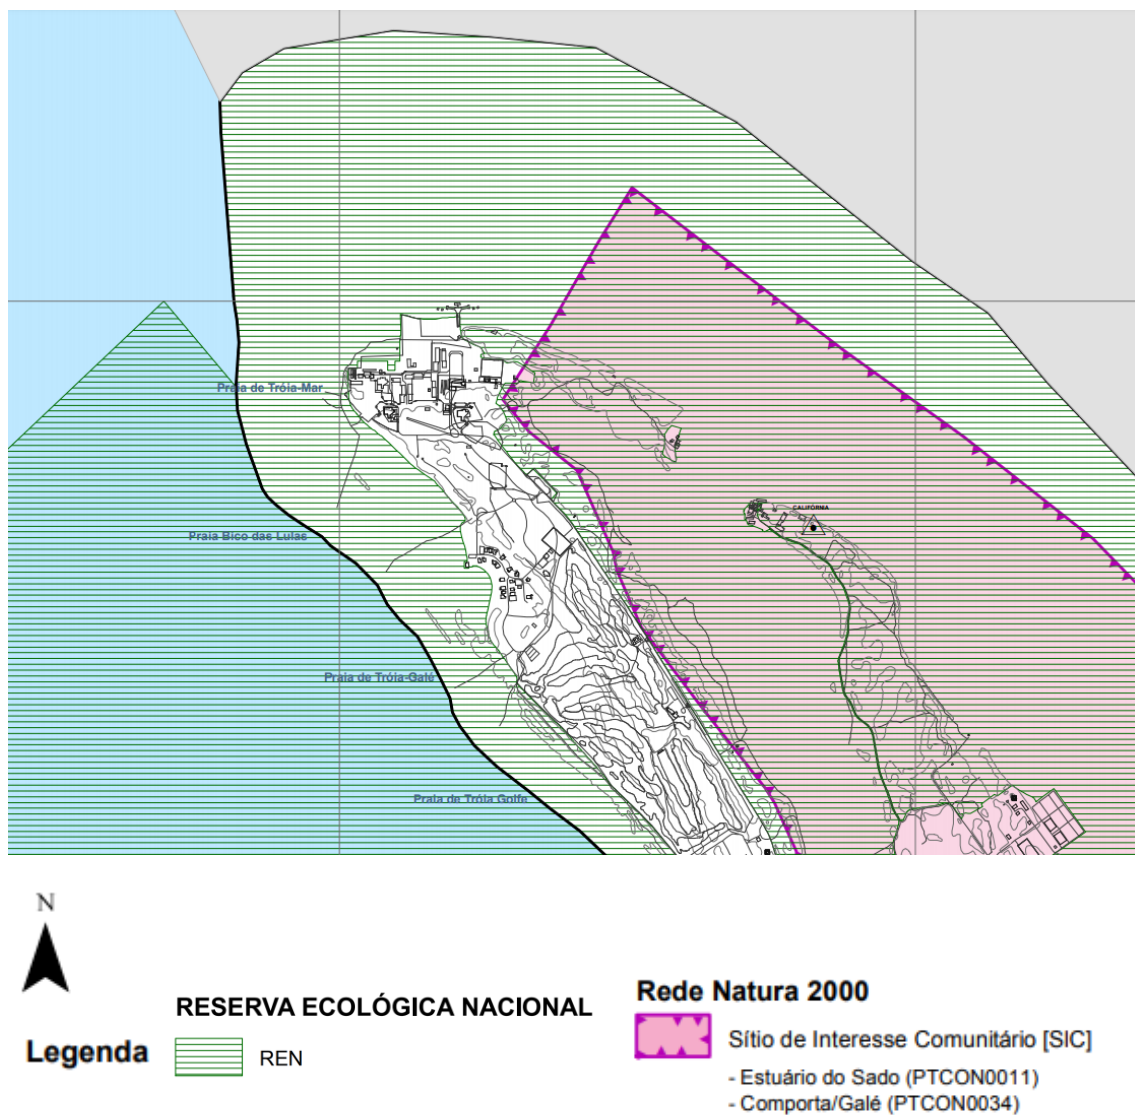 Praia de Tróia-Mar
CALIFÓRNIA
Praia Bico das Lulas
Praia de Tróia-Galé
Praia de Tróia Golfe
N
RESERVA ECOLÓGICA NACIONAL
Legenda
REN
Rede Natura 2000
Sítio de Interesse Comunitário [SIC]
- Estuário do Sado (PTCON0011)
- Comporta/Galé (PTCON0034)